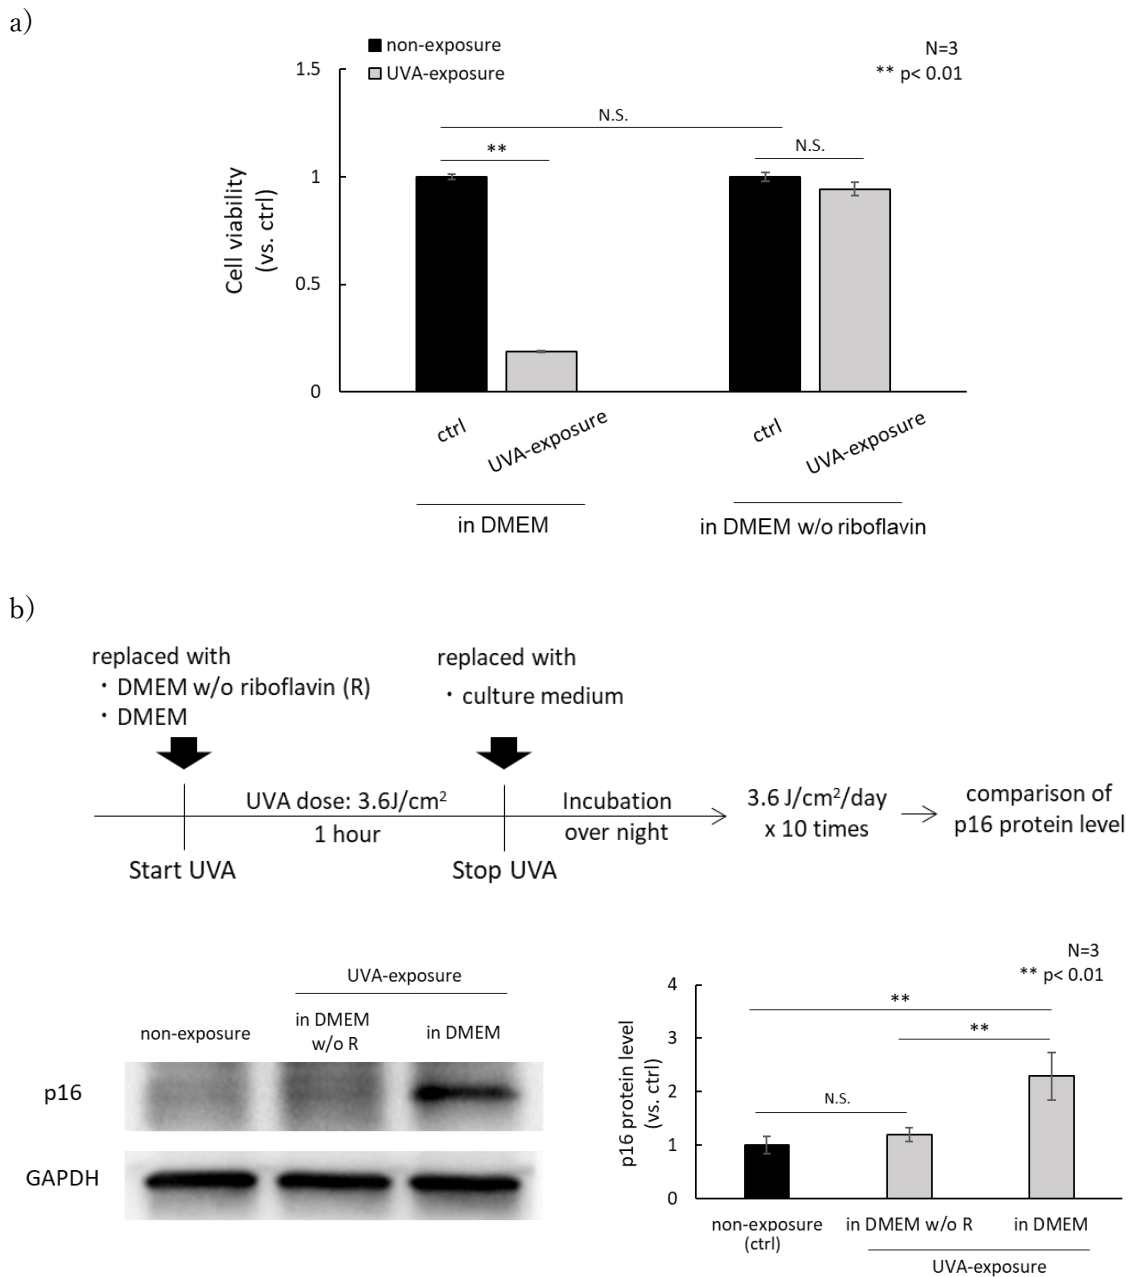 a)
non-exposure
UVA-exposure
N=3
** p< 0.01
1.5
1
0.5
0
Cell viability
(vs. ctrl)
N.S.
**
N.S.
ctrl
UVA-exposure
ctrl
UVA-exposure
in DMEM
in DMEM w/o riboflavin
b)
replaced with
・DMEM w/o riboflavin (R)
・DMEM
replaced with
・culture medium
UVA dose: 3.6J/cm²
1 hour
Start UVA
Stop UVA
Incubation
over night
3.6 J/cm²/day
x 10 times
comparison of
p16 protein level
UVA-exposure
non-exposure
in DMEM
w/o R
in DMEM
p16
GAPDH
N=3
** p< 0.01
4
3
2
1
0
p16 protein level
(vs. ctrl)
**
**
N.S.
non-exposure
(ctrl)
in DMEM w/o R
in DMEM
UVA-exposure